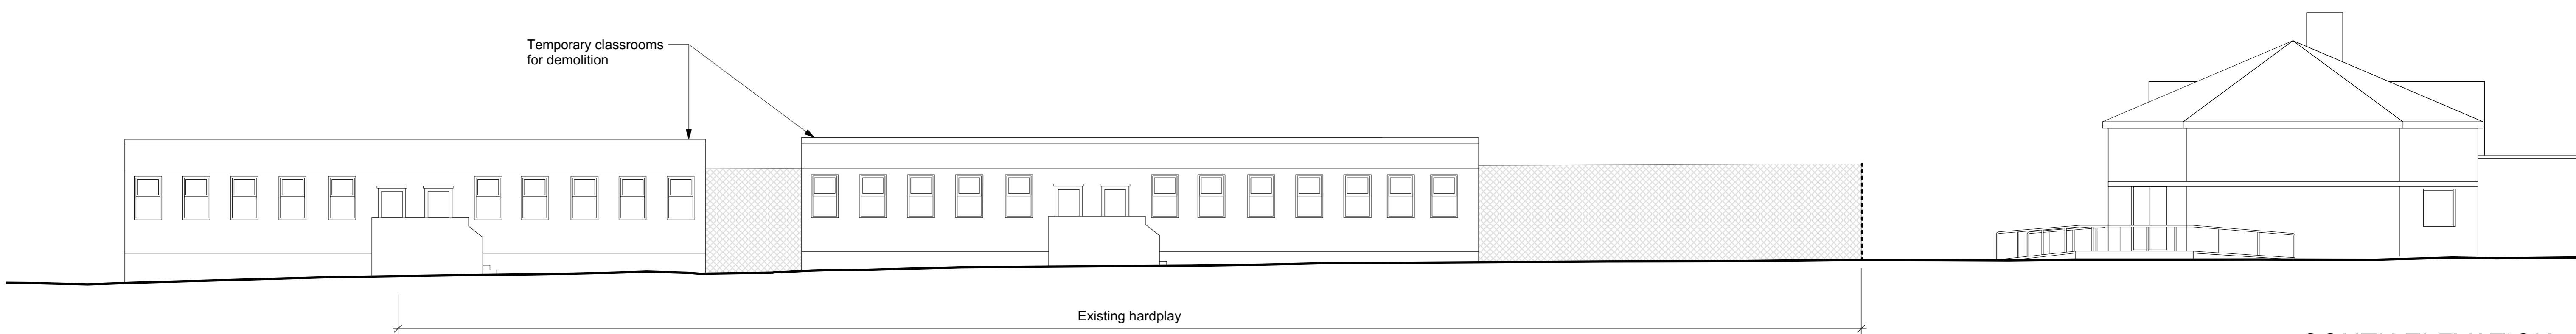 Temporary classrooms
for demolition
Existing hardplay